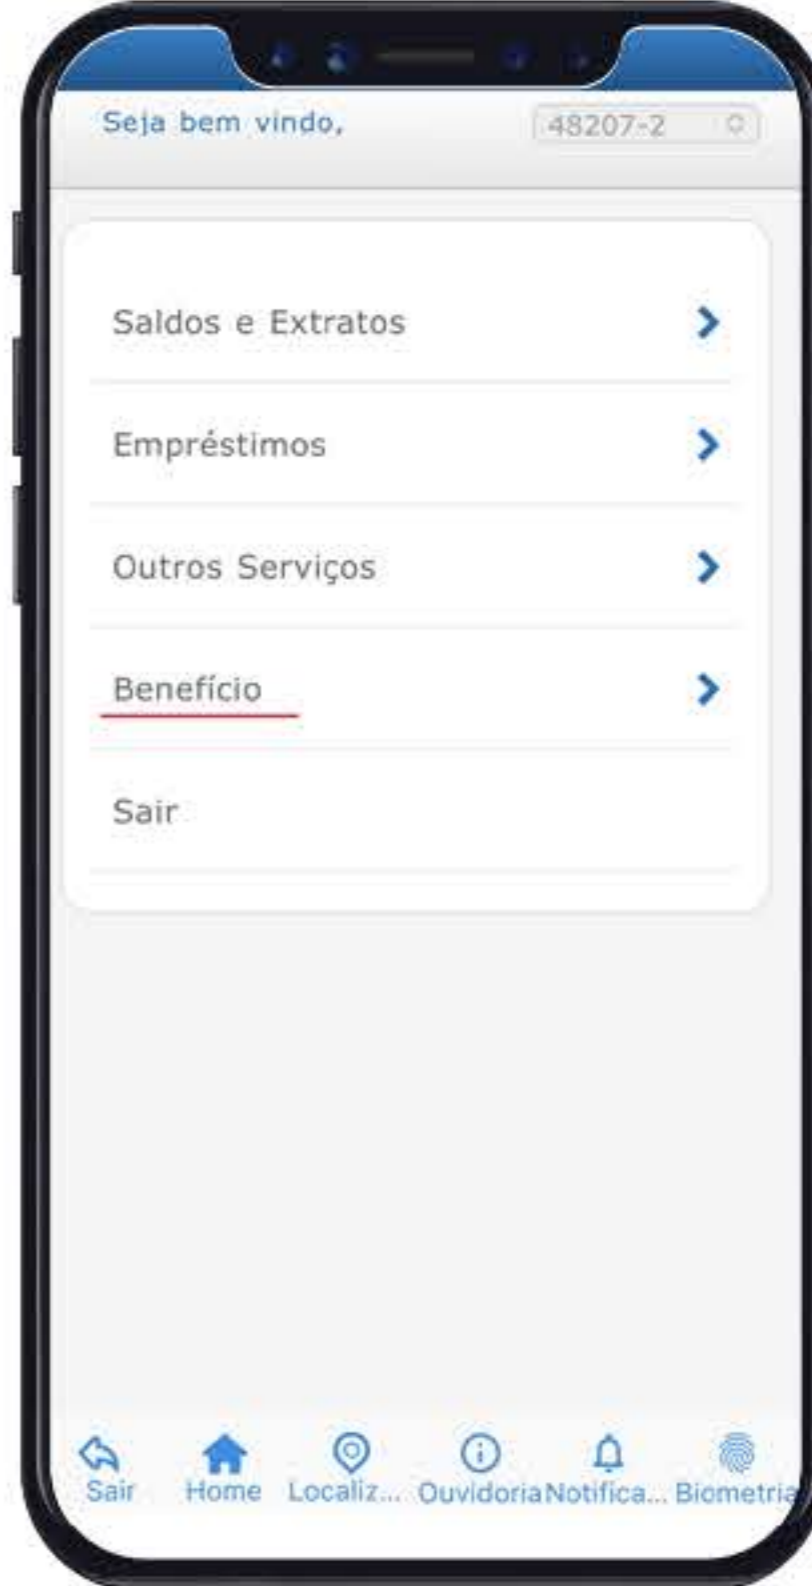 Seja bem vindo,
48207-2
Saldos e Extratos
Empréstimos
Outros Serviços
Benefício
Sair
Sair
Home
Localiz...
Ouvidoria
Notifica...
Biometria